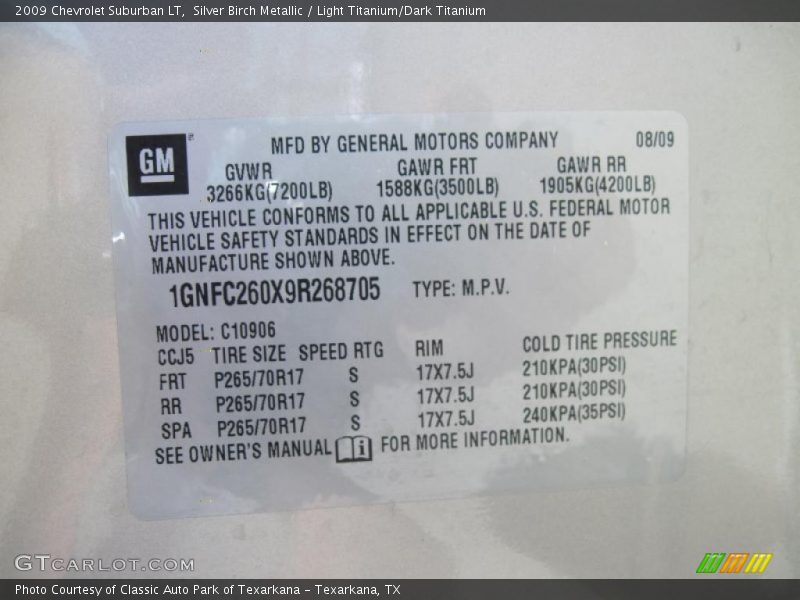 2009 Chevrolet Suburban LT,  Silver Birch Metallic / Light Titanium/Dark Titanium
GM
MFD BY GENERAL MOTORS COMPANY 08/09
GVWR GAWR FRT GAWR RR
3266KG(7200LB) 1588KG(3500LB) 1905KG(4200LB)
THIS VEHICLE CONFORMS TO ALL APPLICABLE U.S. FEDERAL MOTOR
VEHICLE SAFETY STANDARDS IN EFFECT ON THE DATE OF
MANUFACTURE SHOWN ABOVE.
1GNFC260X9R268705 TYPE: M.P.V.
MODEL: C10906
CCJ5 TIRE SIZE SPEED RTG RIM COLD TIRE PRESSURE
FRT P265/70R17 S 17X7.5J 210KPA(30PSI)
RR P265/70R17 S 17X7.5J 210KPA(30PSI)
SPA P265/70R17 S 17X7.5J 240KPA(35PSI)
SEE OWNER'S MANUAL i FOR MORE INFORMATION.
GTCARLOT.COM
Photo Courtesy of Classic Auto Park of Texarkana - Texarkana, TX